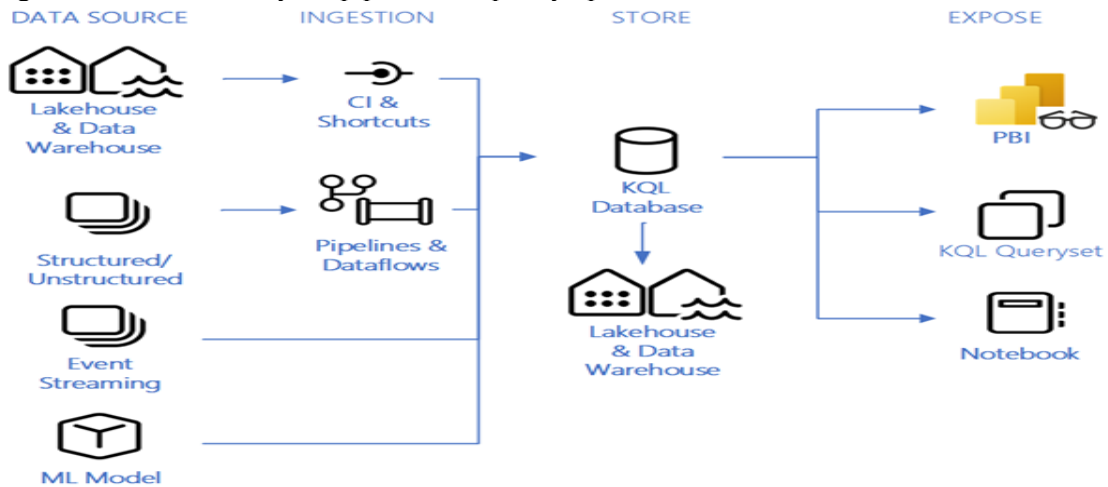 DATA SOURCE
INGESTION
STORE
EXPOSE
Lakehouse
& Data
Warehouse
CI &
Shortcuts
Structured/
Unstructured
Pipelines &
Dataflows
Event
Streaming
ML Model
KQL
Database
Lakehouse
& Data
Warehouse
PBI
KQL Queryset
Notebook